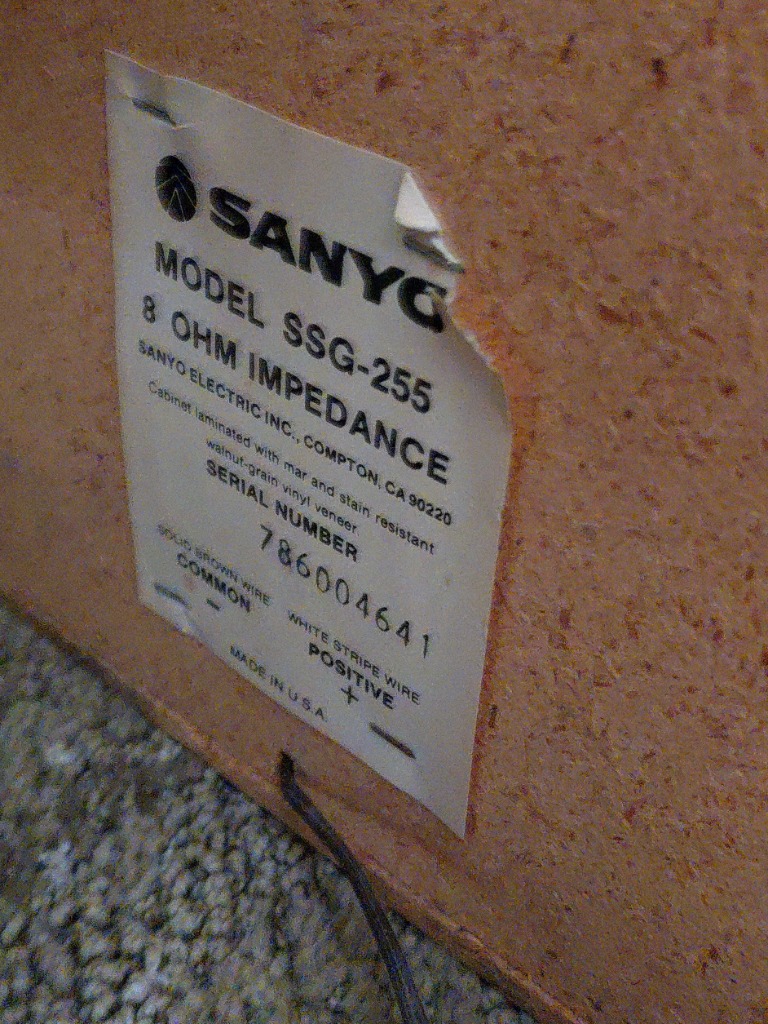 SANYO
MODEL SSG-255
8 OHM IMPEDANCE
SANYO ELECTRIC INC., COMPTON, CA 90220
Cabinet laminated with mar and stain resistant
walnut-grain vinyl veneer
SERIAL NUMBER
786004641
SOLID BROWN WIRE
COMMON
-
WHITE STRIPE WIRE
POSITIVE
+
MADE IN U.S.A.